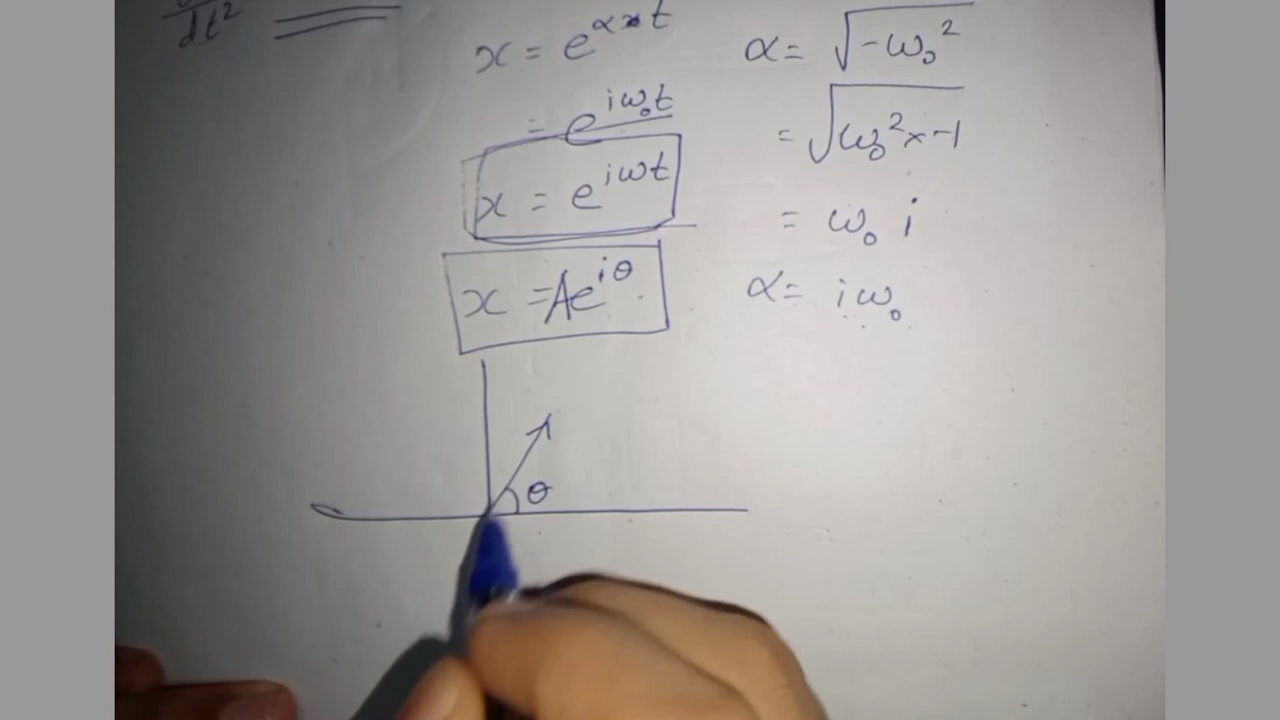 dt²
x = e^{αt}
= e^{iω₀t}
x = e^{iωt}
x = Ae^{iθ}
θ
α = √(-ω₀²)
= √(ω₀² x -1)
= ω₀ i
α = iω₀